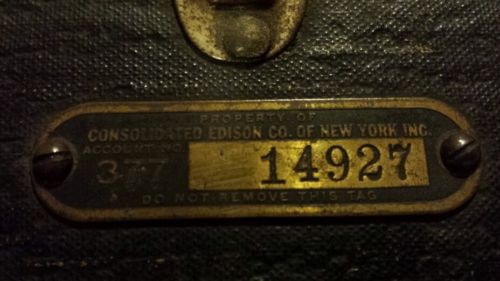 PROPERTY OF
CONSOLIDATED EDISON CO. OF NEW YORK INC.
ACCOUNT NO.
377 14927
DO NOT REMOVE THIS TAG